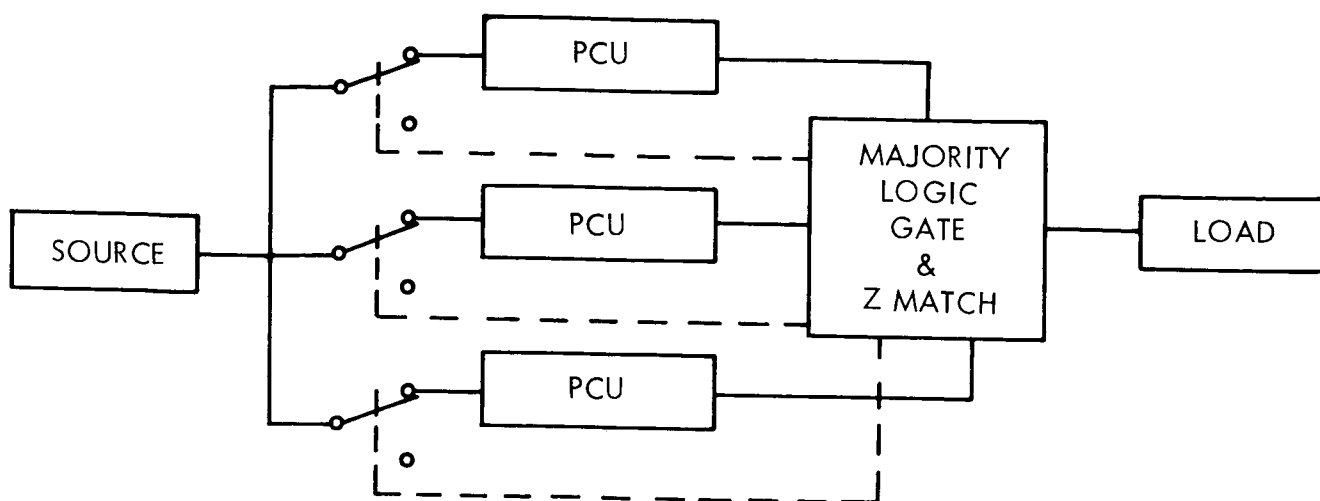 PCU
MAJORITY
LOGIC
GATE
&
Z MATCH
PCU
SOURCE
LOAD
PCU